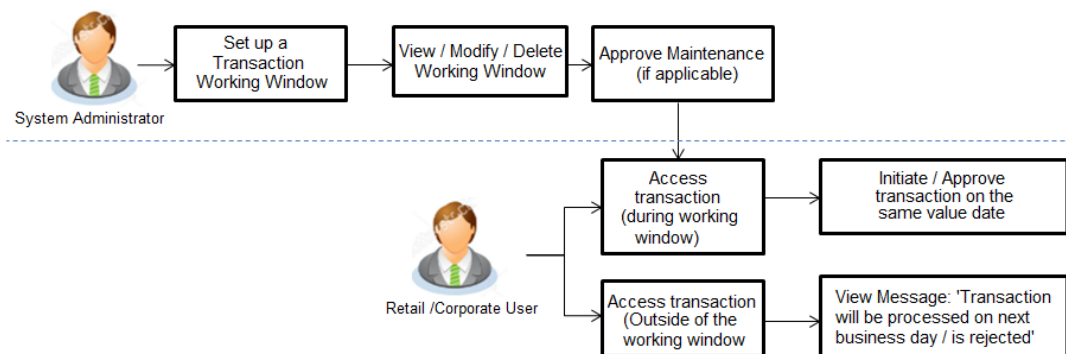 Set up a
Transaction
Working Window
View / Modify / Delete
Working Window
Approve Maintenance
(if applicable)
System Administrator
Access
transaction
(during working
window)
Initiate / Approve
transaction on the
same value date
Retail /Corporate User
Access transaction
(Outside of the
working window
View Message: 'Transaction
will be processed on next
business day / is rejected'